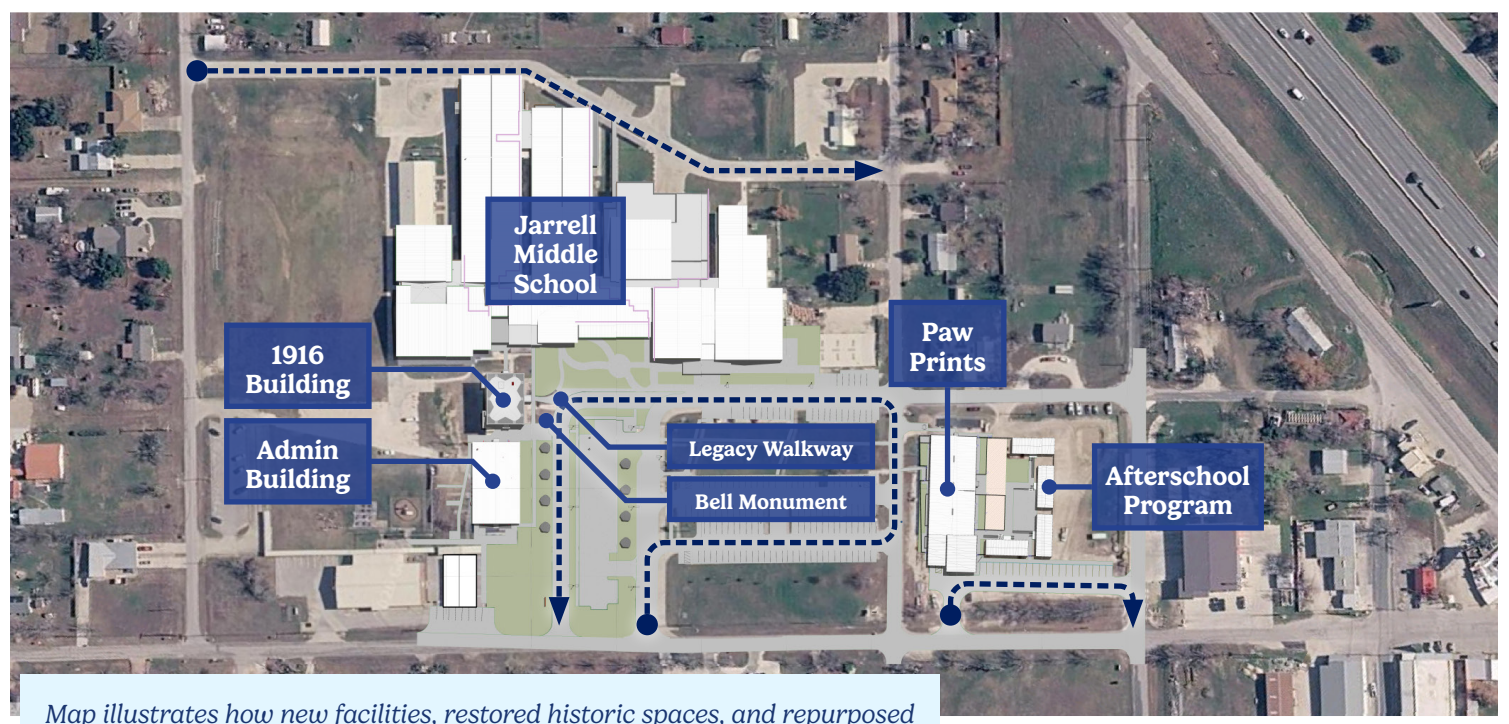 Jarrell
Middle
School
1916
Building
Paw
Prints
Admin
Building
Legacy Walkway
Bell Monument
Afterschool
Program
Map illustrates how new facilities, restored historic spaces, and repurposed